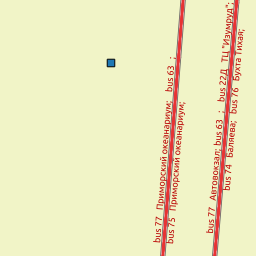 bus 77   Приморский океанариум;   bus 63   ;
bus 75   Приморский океанариум;
bus 77   Автовокзал; bus 63   ;   bus 22Д   ТЦ "Изумруд";
bus 74   Баляева;   bus 76   Бухта Тихая;